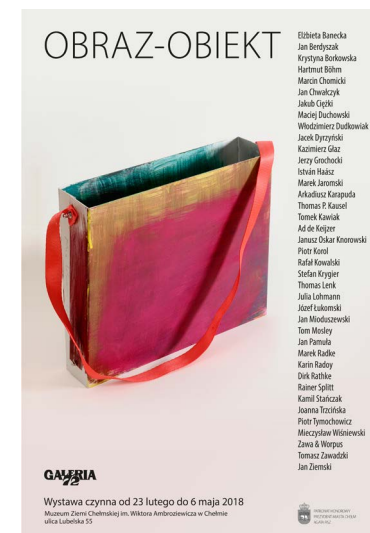 OBRAZ-OBIEKT
Elżbieta Banecka
Jan Berdyszak
Krystyna Borkowska
Hartmut Böhm
Marcin Chomicki
Jan Chwałczyk
Jakub Ciężki
Maciej Duchowski
Włodzimierz Dudkowiak
Jacek Dyrzyński
Kazimierz Głaz
Jerzy Grochocki
István Haász
Marek Jaromski
Arkadiusz Karapuda
Thomas P. Kausel
Tomek Kawiak
Ad de Keijzer
Janusz Oskar Knorowski
Piotr Korol
Rafał Kowalski
Stefan Krygier
Thomas Lenk
Julia Lohmann
Józef Łukomski
Jan Mioduszewski
Tom Mosley
Jan Pamuła
Marek Radke
Karin Radoy
Dirk Rathke
Rainer Splitt
Kamil Stańczak
Joanna Trzcińska
Piotr Tymochowicz
Mieczysław Wiśniewski
Zawa & Worpus
Tomasz Zawadzki
Jan Ziemski
GALERIA
72
Wystawa czynna od 23 lutego do 6 maja 2018
Muzeum Ziemi Chełmskiej im. Wiktora Ambroziewicza w Chełmie
ulica Lubelska 55